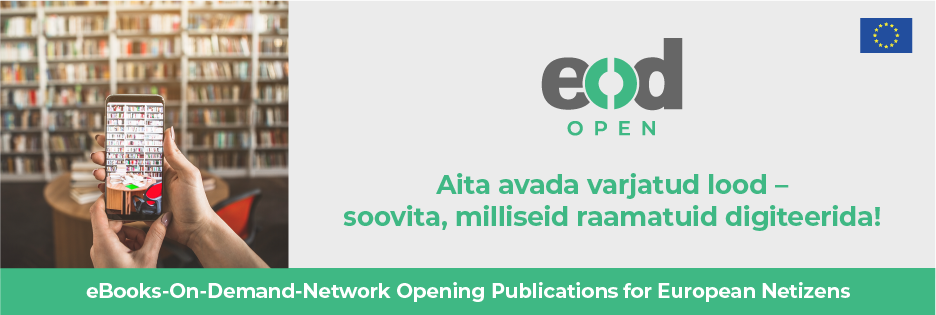 eod
OPEN
Aita avada varjatud lood –
soovita, milliseid raamatuid digiteerida!
eBooks-On-Demand-Network Opening Publications for European Netizens